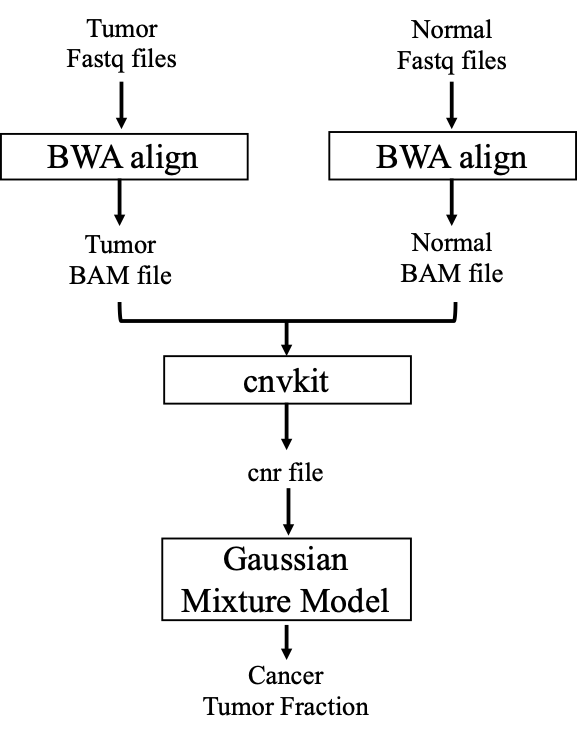 Tumor
Fastq files
Normal
Fastq files
BWA align
BWA align
Tumor
BAM file
Normal
BAM file
cnvkit
cnr file
Gaussian
Mixture Model
Cancer
Tumor Fraction